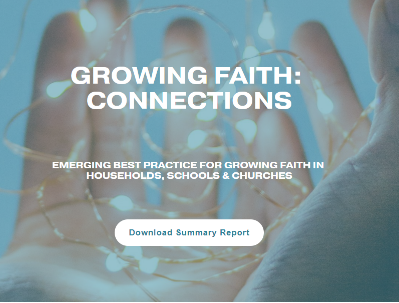 GROWING FAITH:
CONNECTIONS
EMERGING BEST PRACTICE FOR GROWING FAITH IN
HOUSEHOLDS, SCHOOLS & CHURCHES
Download Summary Report